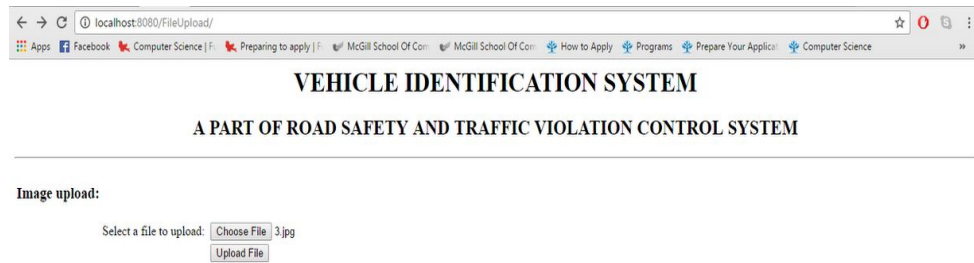 localhost:8080/FileUpload/
Apps Facebook Computer Science | F Preparing to apply | F McGill School Of Com McGill School Of Com How to Apply Programs Prepare Your Applicat Computer Science »
VEHICLE IDENTIFICATION SYSTEM
A PART OF ROAD SAFETY AND TRAFFIC VIOLATION CONTROL SYSTEM
Image upload:
Select a file to upload: Choose File 3.jpg
Upload File